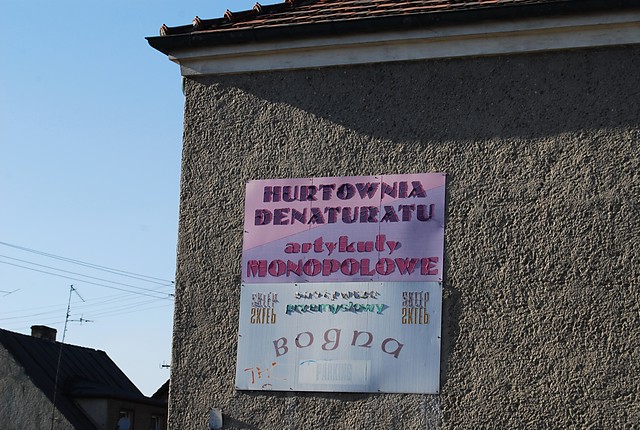 HURTOWNIA
DENATURATU
artykuły
MONOPOLOWE
SKLEP SKLEP
przemysłowy
BOGNA